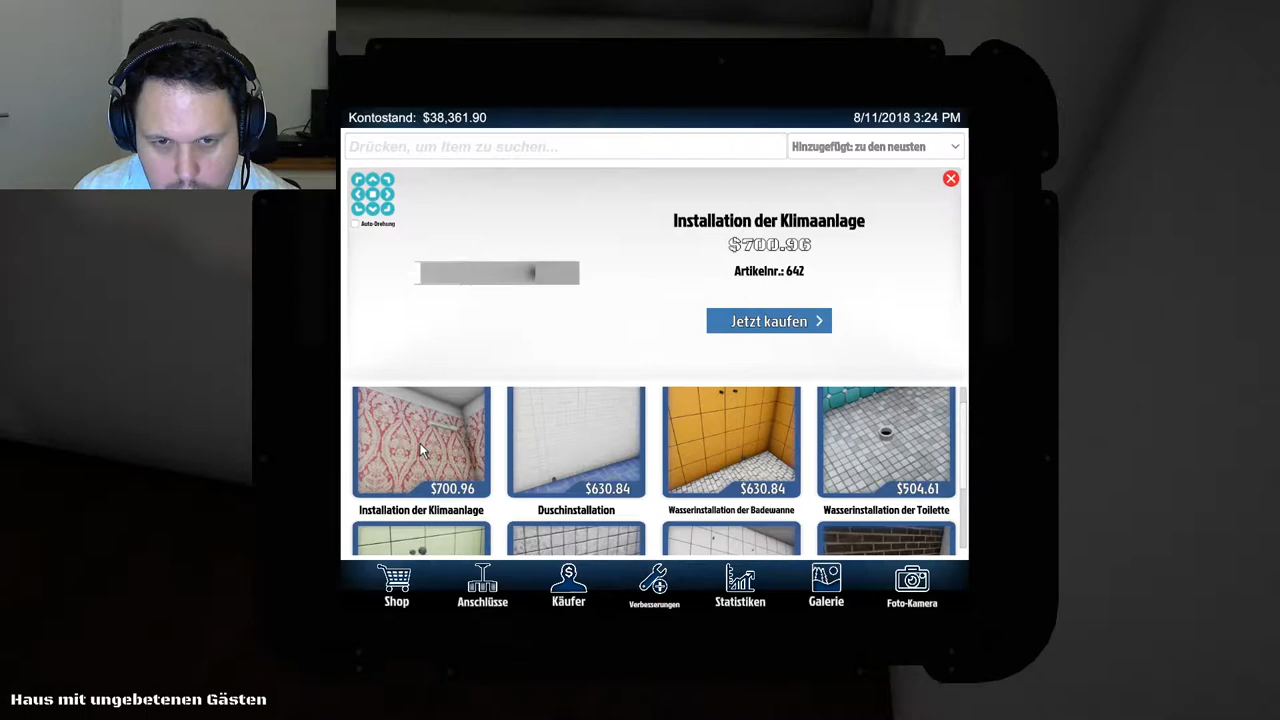 Kontostand: $38,361.90
8/11/2018 3:24 PM
Drücken, um Item zu suchen...
Hinzugefügt: zu den neusten
Auto-Drehung
Installation der Klimaanlage
$700.96
Artikelnr.: 642
Jetzt kaufen
$700.96
$630.84
$630.84
$504.61
Installation der Klimaanlage
Duschinstallation
Wasserinstallation der Badewanne
Wasserinstallation der Toilette
Shop
Anschlüsse
Käufer
Verbesserungen
Statistiken
Galerie
Foto-Kamera
Haus mit ungebetenen Gästen